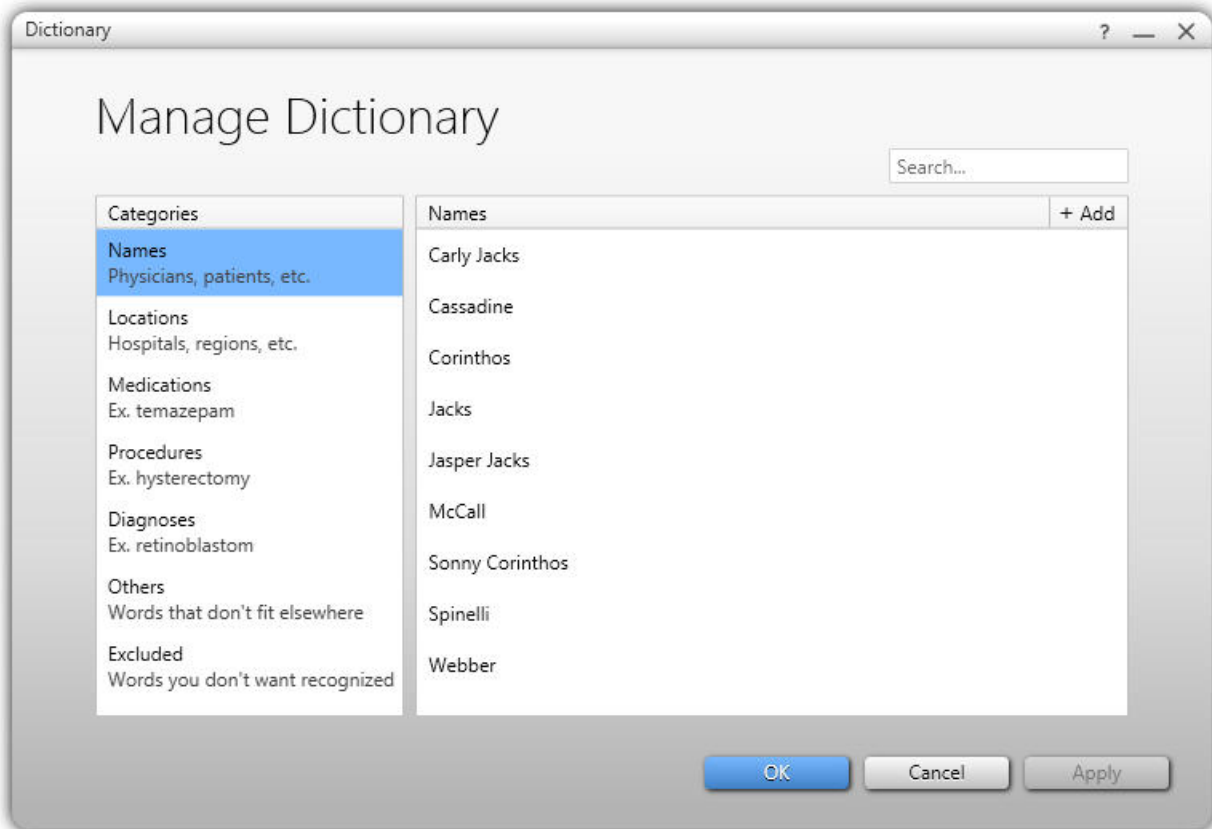 Dictionary ? — ×
Manage Dictionary
Search...
Categories
Names
Physicians, patients, etc.
Locations
Hospitals, regions, etc.
Medications
Ex. temazepam
Procedures
Ex. hysterectomy
Diagnoses
Ex. retinoblastom
Others
Words that don't fit elsewhere
Excluded
Words you don't want recognized
Names + Add
Carly Jacks
Cassadine
Corinthos
Jacks
Jasper Jacks
McCall
Sonny Corinthos
Spinelli
Webber
OK Cancel Apply